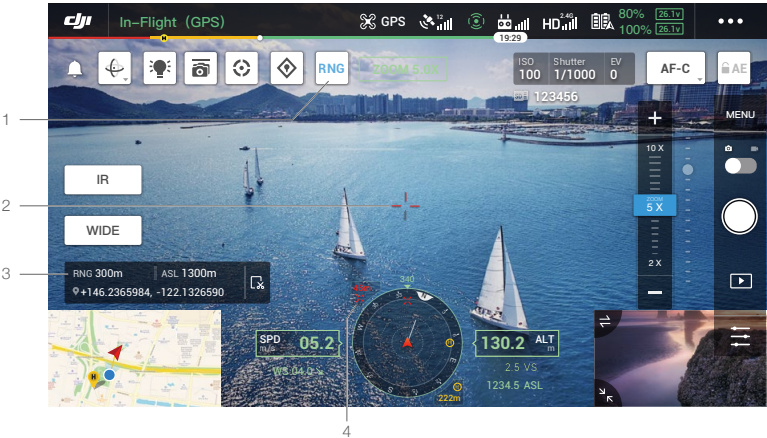 dji In-Flight (GPS) GPS 12 HD 2.4G 80% 26.1v
100% 26.1v
H 19:29
RNG ZOOM 5.0X ISO 100 Shutter 1/1000 EV 0 AF-C AE
123456
1
+ MENU
10 X
IR
ZOOM
5 X
2
WIDE
2 X
3 RNG 300m ASL 1300m
+146.2365984, -122.1326590
340
N
SPD m/s 05.2 130.2 ALT m
WS 04.0 2.5 VS
E
1234.5 ASL
H
S
222m
4